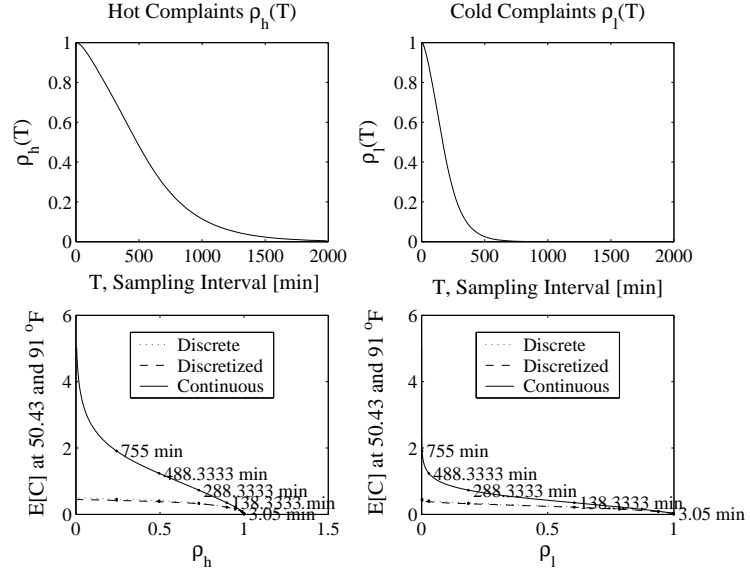 Hot Complaints ρh(T)
1
0.8
0.6
0.4
0.2
0
ρh(T)
0 500 1000 1500 2000
T, Sampling Interval [min]
Cold Complaints ρl(T)
1
0.8
0.6
0.4
0.2
0
ρl(T)
0 500 1000 1500 2000
T, Sampling Interval [min]
6
4
2
0
E[C] at 50.43 and 91 °F
Discrete
Discretized
Continuous
755 min
488.3333 min
288.3333 min
138.3333 min
3.05 min
0 0.5 1 1.5
ρh
6
4
2
0
E[C] at 50.43 and 91 °F
Discrete
Discretized
Continuous
755 min
488.3333 min
288.3333 min
138.3333 min
3.05 min
0 0.5 1
ρl